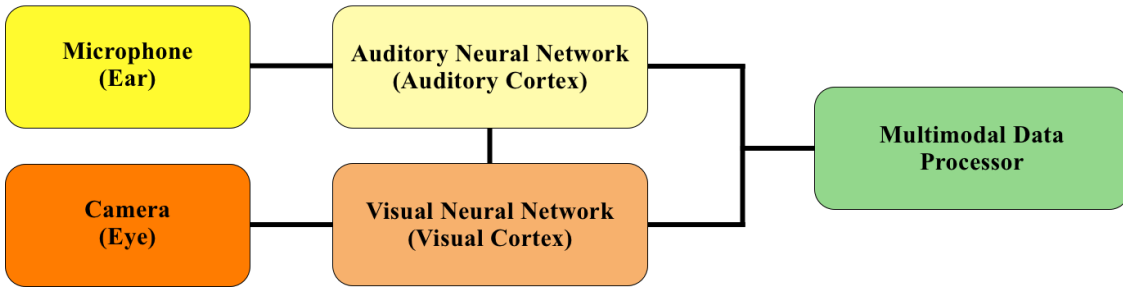 Microphone
(Ear)
Auditory Neural Network
(Auditory Cortex)
Camera
(Eye)
Visual Neural Network
(Visual Cortex)
Multimodal Data
Processor